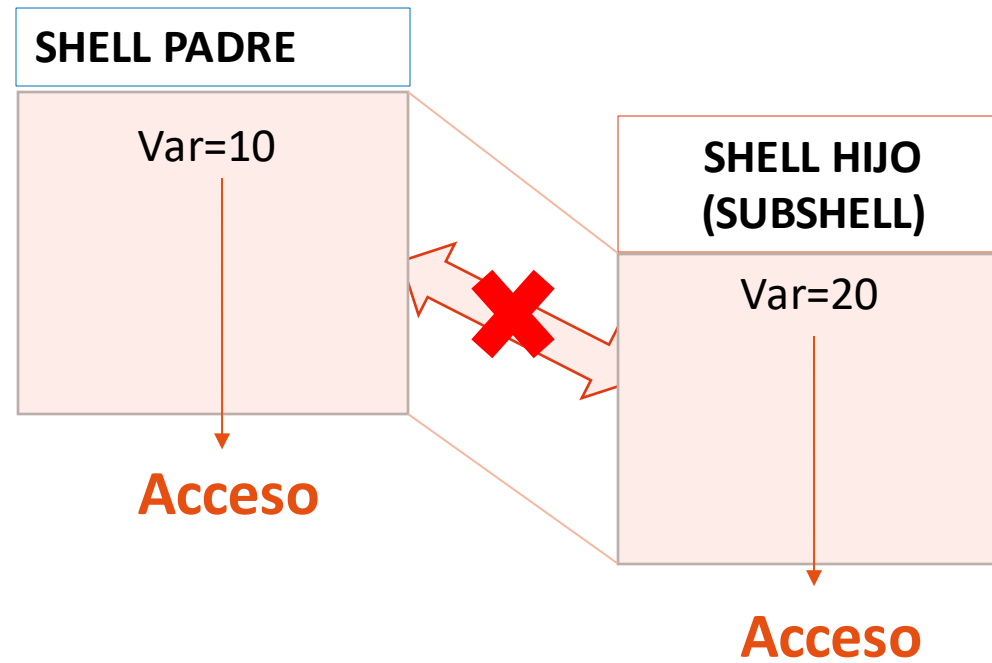 SHELL PADRE
Var=10
Acceso
SHELL HIJO
(SUBSHELL)
Var=20
Acceso